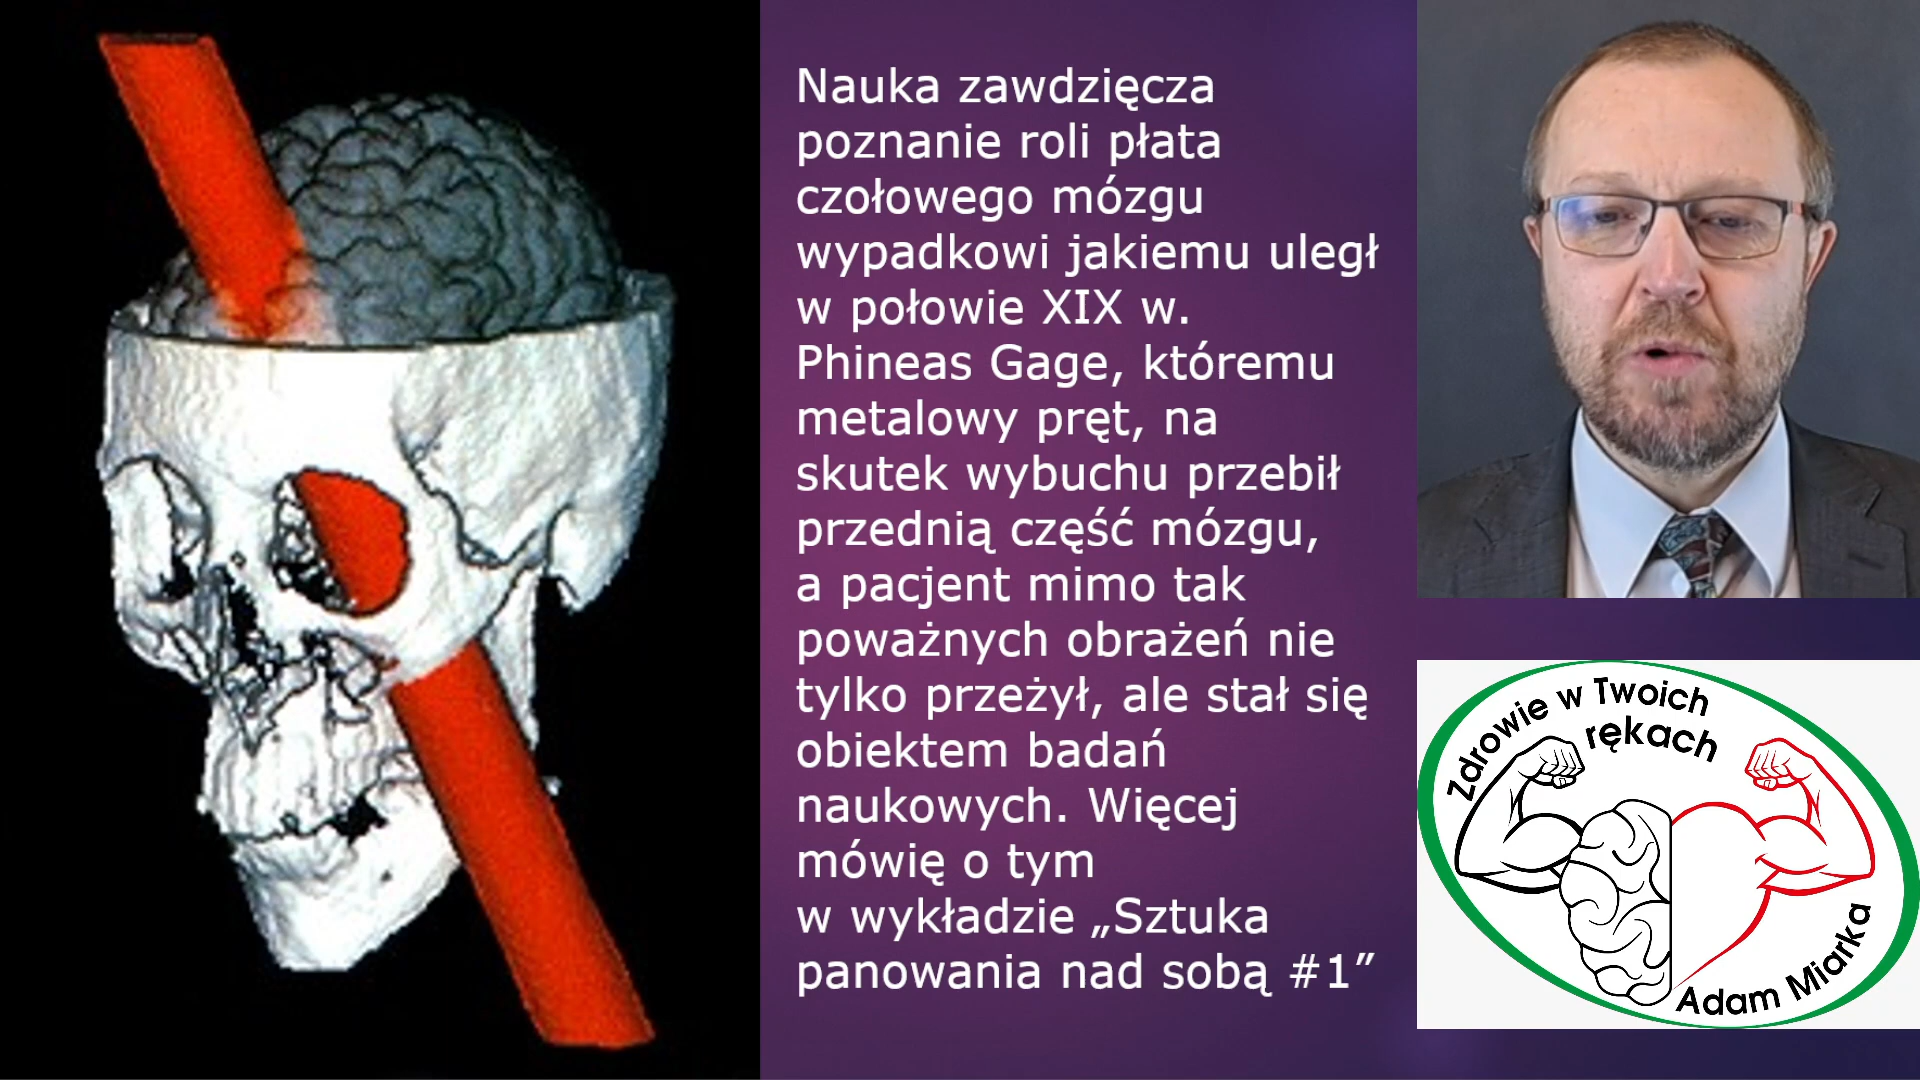 Nauka zawdzięcza
poznanie roli płata
czołowego mózgu
wypadkowi jakiemu uległ
w połowie XIX w.
Phineas Gage, któremu
metalowy pręt, na
skutek wybuchu przebił
przednią część mózgu,
a pacjent mimo tak
poważnych obrażeń nie
tylko przeżył, ale stał się
obiektem badań
naukowych. Więcej
mówię o tym
w wykładzie „Sztuka
panowania nad sobą #1”
Zdrowie w Twoich
rękach
Adam Miarka